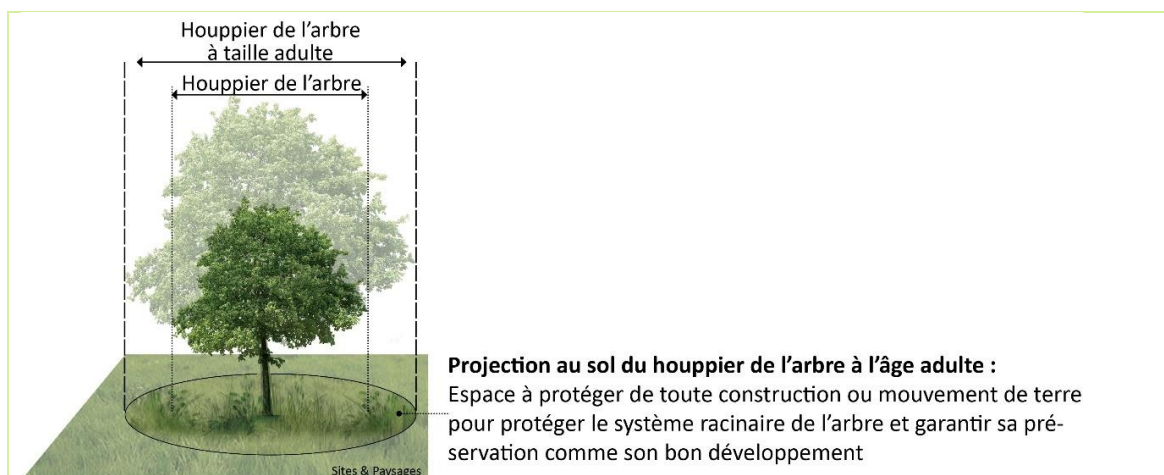 Houppier de l’arbre
à taille adulte
Houppier de l’arbre
Projection au sol du houppier de l’arbre à l’âge adulte :
Espace à protéger de toute construction ou mouvement de terre
pour protéger le système racinaire de l’arbre et garantir sa pré-
servation comme son bon développement
Sites & Paysages